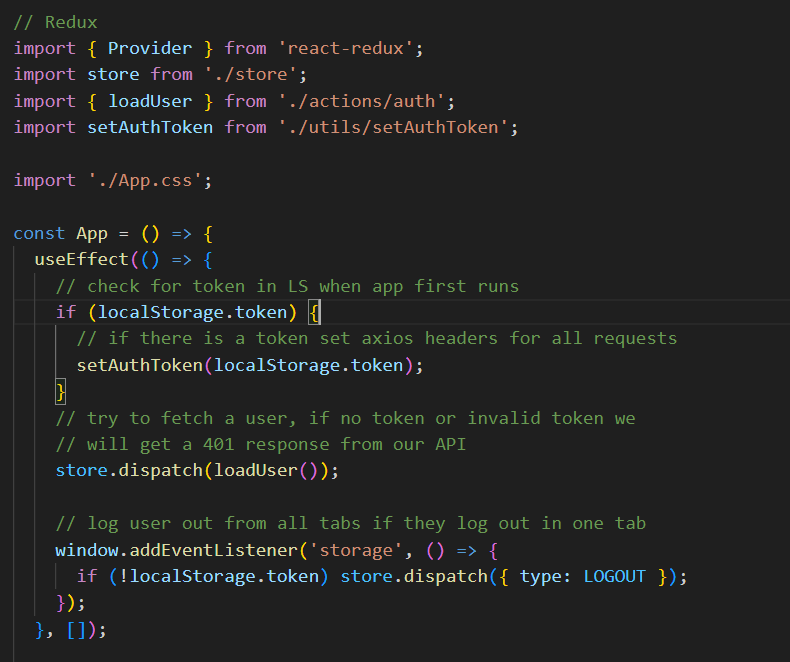 // Redux
import { Provider } from 'react-redux';
import store from './store';
import { loadUser } from './actions/auth';
import setAuthToken from './utils/setAuthToken';

import './App.css';

const App = () => {
  useEffect(() => {
    // check for token in LS when app first runs
    if (localStorage.token) {
      // if there is a token set axios headers for all requests
      setAuthToken(localStorage.token);
    }
    // try to fetch a user, if no token or invalid token we
    // will get a 401 response from our API
    store.dispatch(loadUser());

    // log user out from all tabs if they log out in one tab
    window.addEventListener('storage', () => {
      if (!localStorage.token) store.dispatch({ type: LOGOUT });
    });
  }, []);